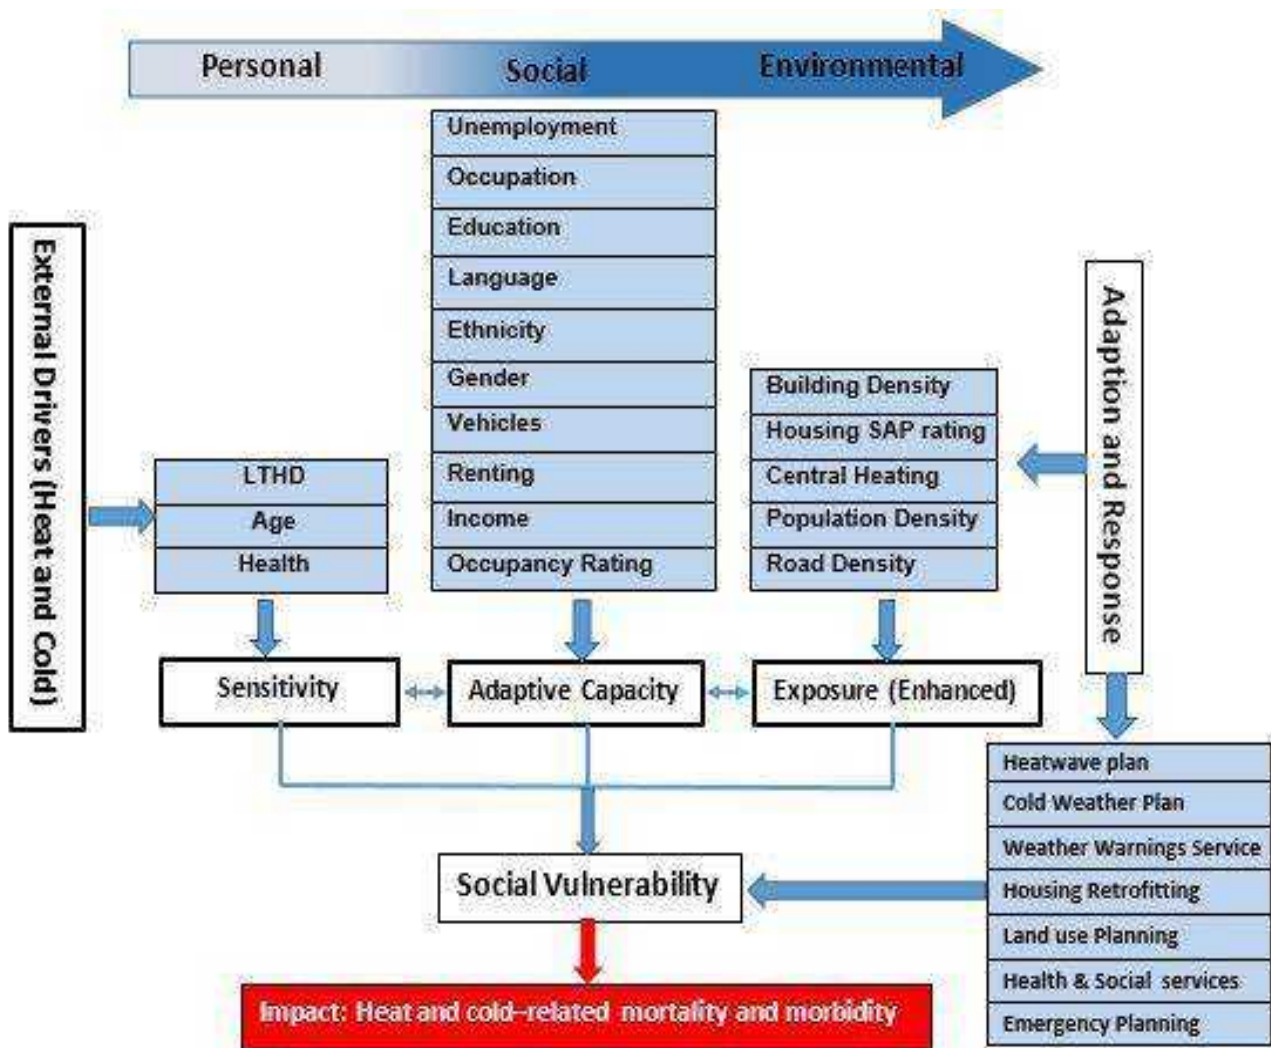 Personal
Social
Environmental
Unemployment
Occupation
Education
Language
Ethnicity
Gender
Vehicles
Renting
Income
Occupancy Rating
External Drivers (Heat and Cold)
LTHD
Age
Health
Building Density
Housing SAP rating
Central Heating
Population Density
Road Density
Adaption and Response
Sensitivity
Adaptive Capacity
Exposure (Enhanced)
Heatwave plan
Cold Weather Plan
Weather Warnings Service
Housing Retrofitting
Land use Planning
Health & Social services
Emergency Planning
Social Vulnerability
Impact: Heat and cold–related mortality and morbidity